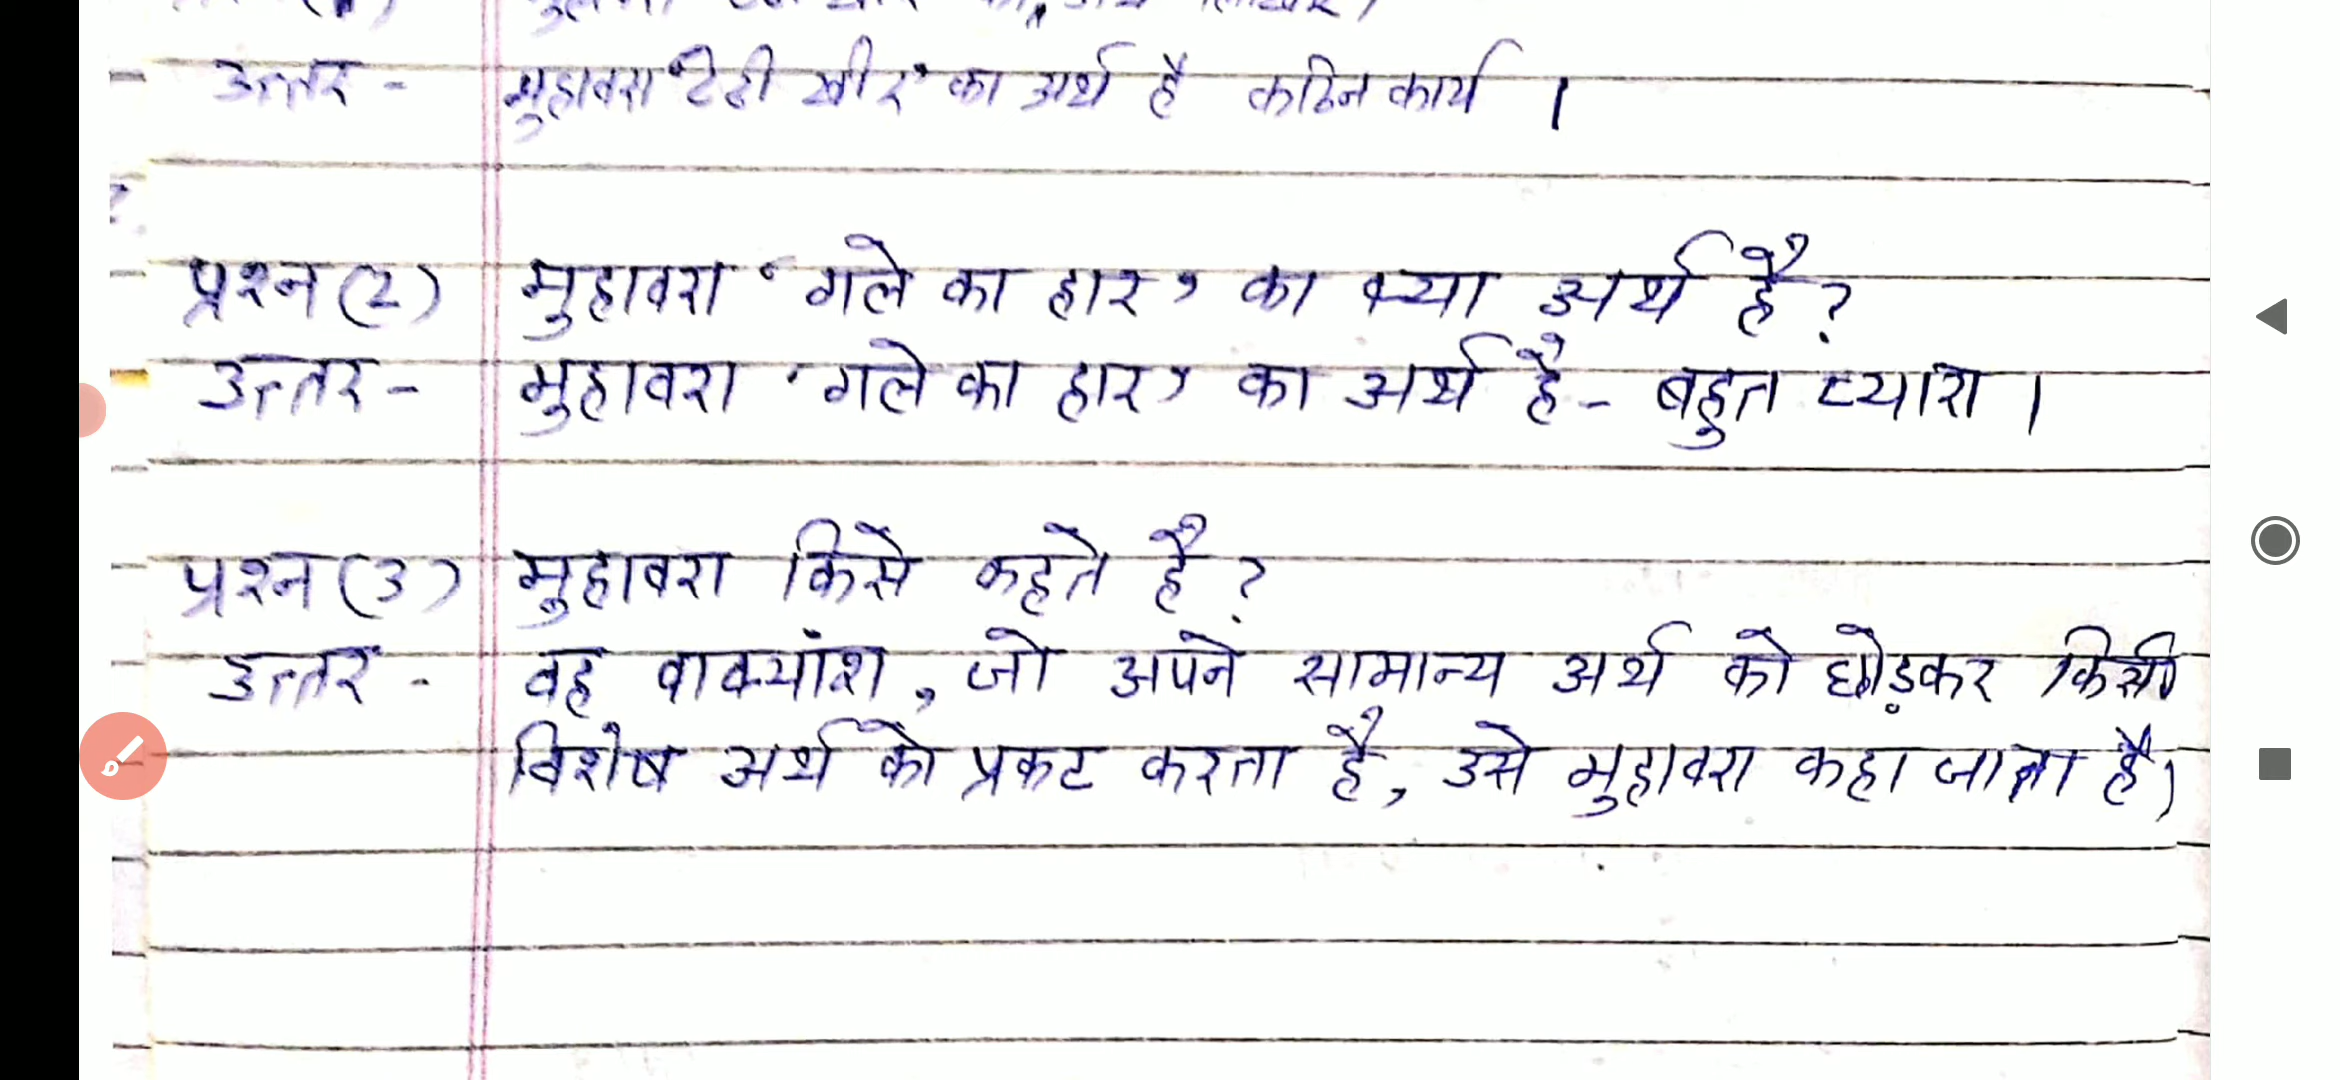 उत्तर - मुहावरा 'टेढी खीर' का अर्थ है कठिन कार्य ।
प्रश्न (2) मुहावरा 'गले का हार' का क्या अर्थ है ?
उत्तर - मुहावरा 'गले का हार' का अर्थ है - बहुत प्यारा ।
प्रश्न (3) मुहावरा किसे कहते है ?
उत्तर - वह वाक्यांश, जो अपने सामान्य अर्थ को छोड़कर किसी
विशेष अर्थ को प्रकट करता है, उसे मुहावरा कहा जाता है।